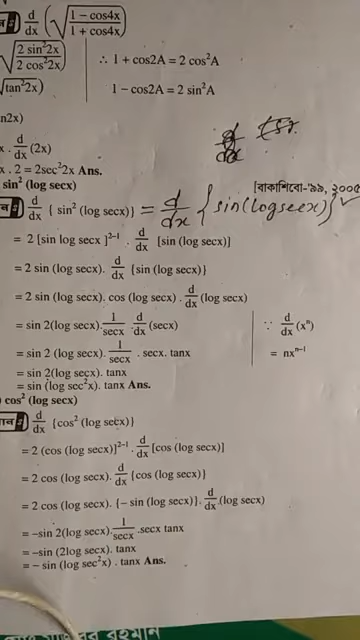 d/dx (√(1 − cos4x / 1 + cos4x))
√(2 sin²2x / 2 cos²2x) ∴ 1 + cos2A = 2 cos²A
√tan²2x) 1 − cos2A = 2 sin²A
n2x)
x . d/dx (2x)
x . 2 = 2sec²2x Ans.
sin² (log secx) [বাকাশিবো-'৯৯, ২০০৫
d/dx { sin² (log secx)} = d/dx { sin(logsecx)}²
= 2 [sin log secx ]²⁻¹ . d/dx [sin (log secx)]
= 2 sin (log secx). d/dx {sin (log secx)}
= 2 sin (log secx). cos (log secx) . d/dx (log secx)
= sin 2(log secx). 1/secx . d/dx (secx) ∵ d/dx (xⁿ)
= sin 2 (log secx). 1/secx . secx. tanx = nxⁿ⁻¹
= sin 2(log secx). tanx
= sin (log sec²x). tanx Ans.
) cos² (log secx)
d/dx {cos² (log secx)}
= 2 (cos (log secx)]²⁻¹ . d/dx [cos (log secx)]
= 2 cos (log secx). d/dx {cos (log secx)}
= 2 cos (log secx). {−sin (log secx)}. d/dx (log secx)
= −sin 2(log secx). 1/secx .secx tanx
= −sin (2log secx). tanx
= − sin (log sec²x) . tanx Ans.
রহমান